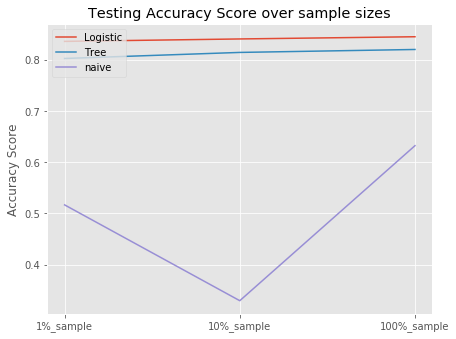 Testing Accuracy Score over sample sizes
Logistic
Tree
naive
Accuracy Score
0.8
0.7
0.6
0.5
0.4
1%_sample
10%_sample
100%_sample